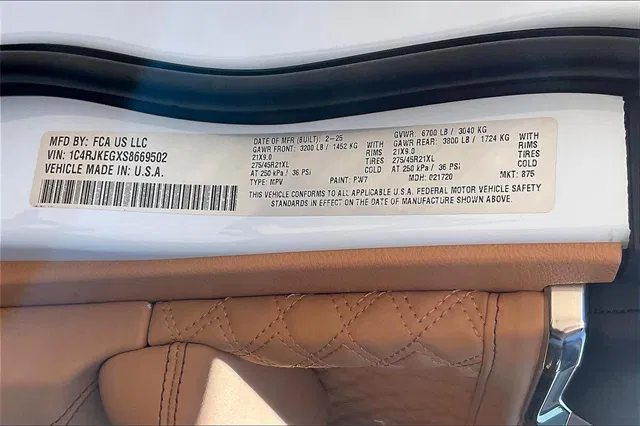 MFD BY: FCA US LLC
VIN: 1C4RJKEGXS8669502
VEHICLE MADE IN: U.S.A.
DATE OF MFR (BUILT): 2-25
GVWR: 6700 LB / 3040 KG
GAWR FRONT: 3200 LB / 1452 KG
GAWR REAR: 3800 LB / 1724 KG
21X9.0 RIMS
21X9.0 RIMS
275/45R21XL TIRES
275/45R21XL TIRES
AT 250 kPa / 36 PSI COLD
AT 250 kPa / 36 PSI COLD
TYPE: MPV PAINT: PW7 MDH: 021720 MKT: 875
THIS VEHICLE CONFORMS TO ALL APPLICABLE U.S.A. FEDERAL MOTOR VEHICLE SAFETY
STANDARDS IN EFFECT ON THE DATE OF MANUFACTURE SHOWN ABOVE.